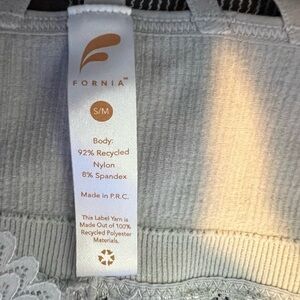 FORNIA™
S/M
Body:
92% Recycled
Nylon
8% Spandex
Made in P.R.C.
This Label Yarn is
Made Out of 100%
Recycled Polyester
Materials.